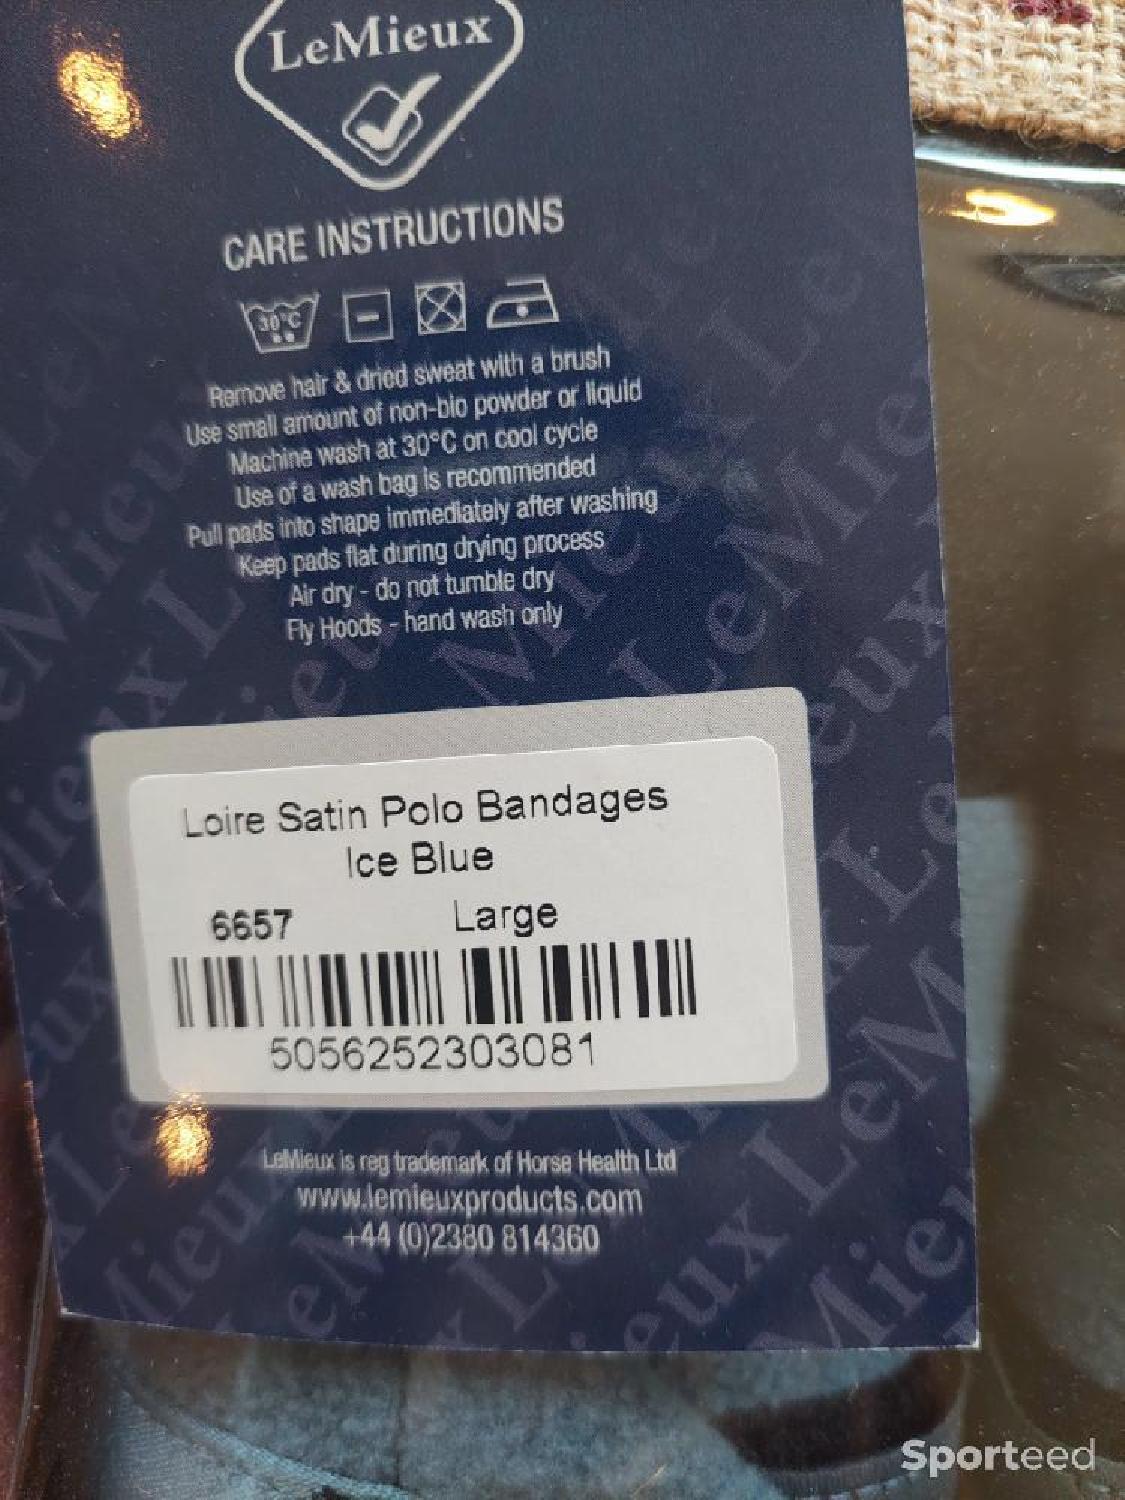 LeMieux
CARE INSTRUCTIONS
30°C
Remove hair & dried sweat with a brush
Use small amount of non-bio powder or liquid
Machine wash at 30°C on cool cycle
Use of a wash bag is recommended
Pull pads into shape immediately after washing
Keep pads flat during drying process
Air dry - do not tumble dry
Fly Hoods - hand wash only
Loire Satin Polo Bandages
Ice Blue
6657 Large
5056252303081
LeMieux is reg trademark of Horse Health Ltd
www.lemieuxproducts.com
+44 (0)2380 814360
Sporteed